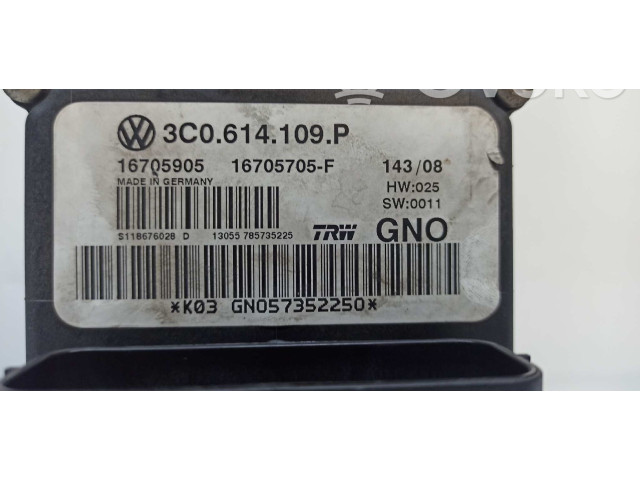 3C0.614.109.P
16705905 16705705-F 143/08
MADE IN GERMANY HW:025
SW:0011
S118676028 D 13055 785735225 TRW GNO
*K03 GNO57352250*